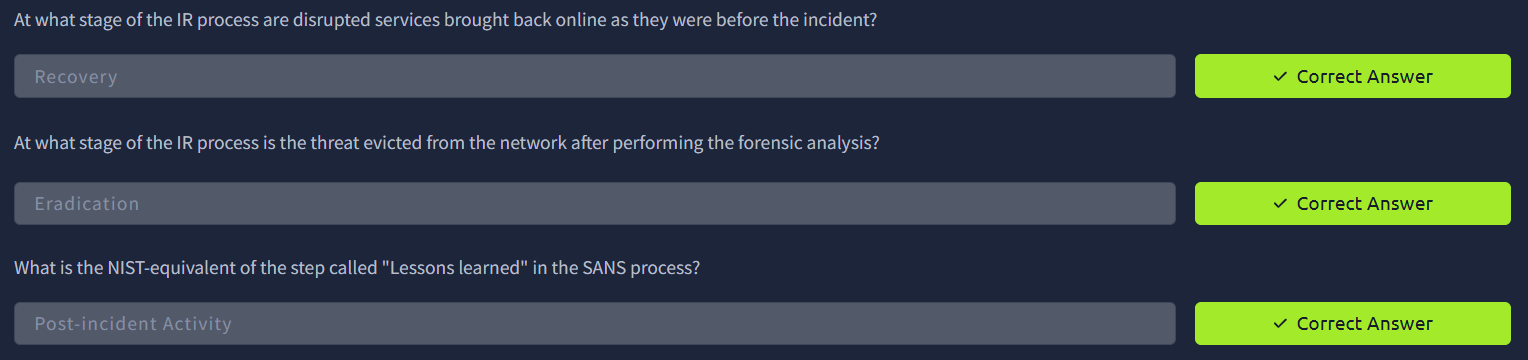 At what stage of the IR process are disrupted services brought back online as they were before the incident?
Recovery
✓ Correct Answer
At what stage of the IR process is the threat evicted from the network after performing the forensic analysis?
Eradication
✓ Correct Answer
What is the NIST-equivalent of the step called "Lessons learned" in the SANS process?
Post-incident Activity
✓ Correct Answer